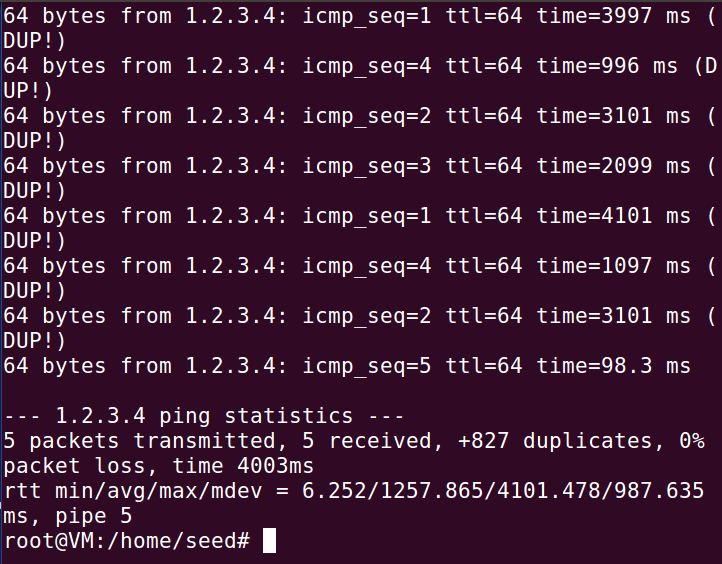 64 bytes from 1.2.3.4: icmp_seq=1 ttl=64 time=3997 ms (
DUP!)
64 bytes from 1.2.3.4: icmp_seq=4 ttl=64 time=996 ms (D
UP!)
64 bytes from 1.2.3.4: icmp_seq=2 ttl=64 time=3101 ms (
DUP!)
64 bytes from 1.2.3.4: icmp_seq=3 ttl=64 time=2099 ms (
DUP!)
64 bytes from 1.2.3.4: icmp_seq=1 ttl=64 time=4101 ms (
DUP!)
64 bytes from 1.2.3.4: icmp_seq=4 ttl=64 time=1097 ms (
DUP!)
64 bytes from 1.2.3.4: icmp_seq=2 ttl=64 time=3101 ms (
DUP!)
64 bytes from 1.2.3.4: icmp_seq=5 ttl=64 time=98.3 ms

--- 1.2.3.4 ping statistics ---
5 packets transmitted, 5 received, +827 duplicates, 0%
packet loss, time 4003ms
rtt min/avg/max/mdev = 6.252/1257.865/4101.478/987.635
ms, pipe 5
root@VM:/home/seed#